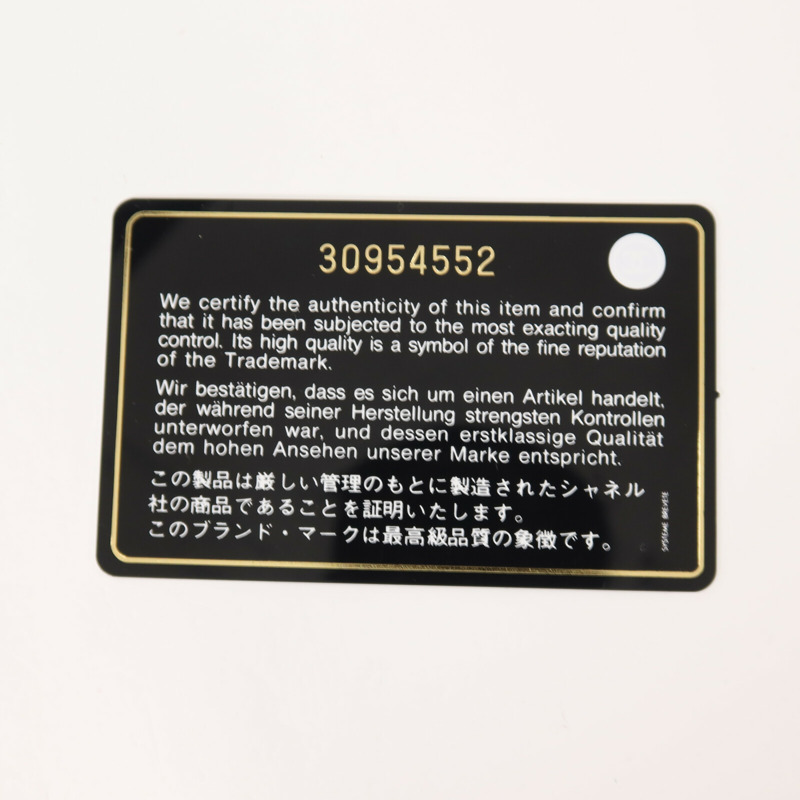 30954552
We certify the authenticity of this item and confirm
that it has been subjected to the most exacting quality
control. Its high quality is a symbol of the fine reputation
of the Trademark.
Wir bestätigen, dass es sich um einen Artikel handelt,
der während seiner Herstellung strengsten Kontrollen
unterworfen war, und dessen erstklassige Qualität
dem hohen Ansehen unserer Marke entspricht.
この製品は厳しい管理のもとに製造されたシャネル
社の商品であることを証明いたします。
このブランド・マークは最高級品質の象徴です。
SYSTEME BREVETE